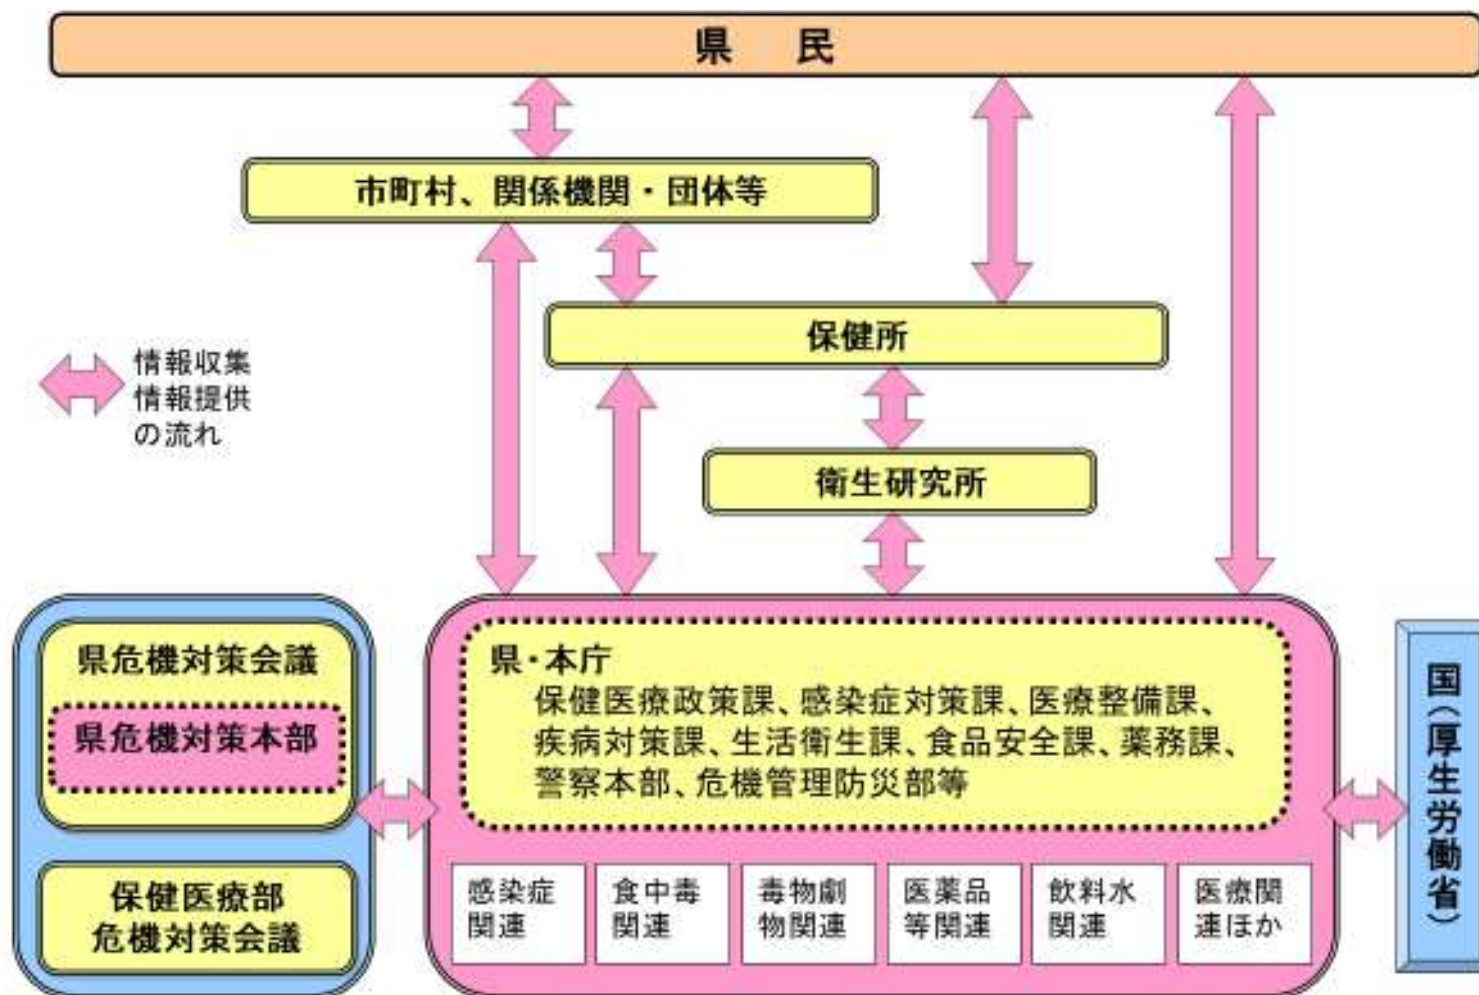 県　民
市町村、関係機関・団体等
保健所
情報収集
情報提供
の流れ
衛生研究所
県危機対策会議
県危機対策本部
保健医療部
危機対策会議
県・本庁
保健医療政策課、感染症対策課、医療整備課、
疾病対策課、生活衛生課、食品安全課、薬務課、
警察本部、危機管理防災部等
感染症
関連
食中毒
関連
毒物劇
物関連
医薬品
等関連
飲料水
関連
医療関
連ほか
国（厚生労働省）